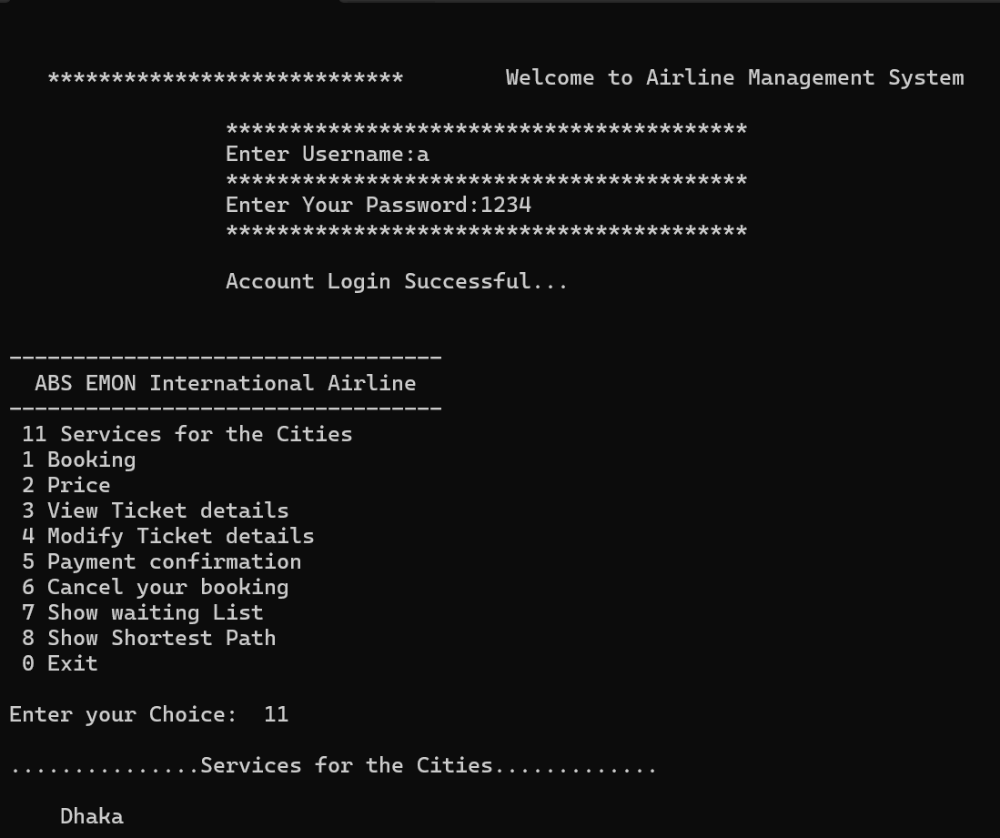 **************************** Welcome to Airline Management System
*****************************************
Enter Username:a
*****************************************
Enter Your Password:1234
*****************************************
Account Login Successful...
----------------------------------
ABS EMON International Airline
----------------------------------
11 Services for the Cities
1 Booking
2 Price
3 View Ticket details
4 Modify Ticket details
5 Payment confirmation
6 Cancel your booking
7 Show waiting List
8 Show Shortest Path
0 Exit
Enter your Choice: 11
...............Services for the Cities.............
Dhaka